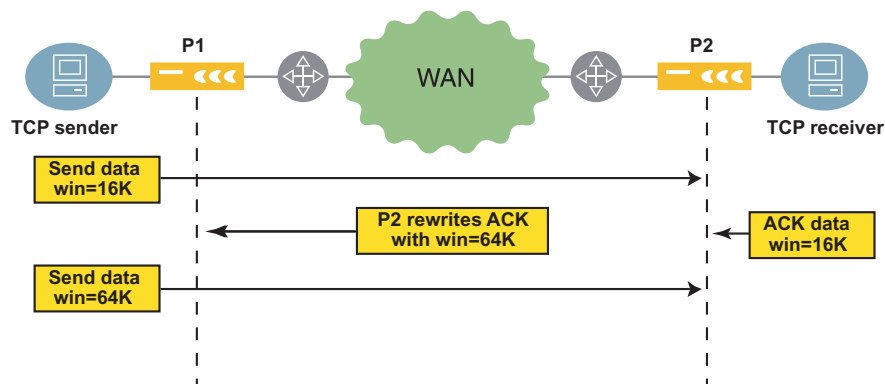 P1
P2
WAN
TCP sender
TCP receiver
Send data
win=16K
P2 rewrites ACK
with win=64K
ACK data
win=16K
Send data
win=64K